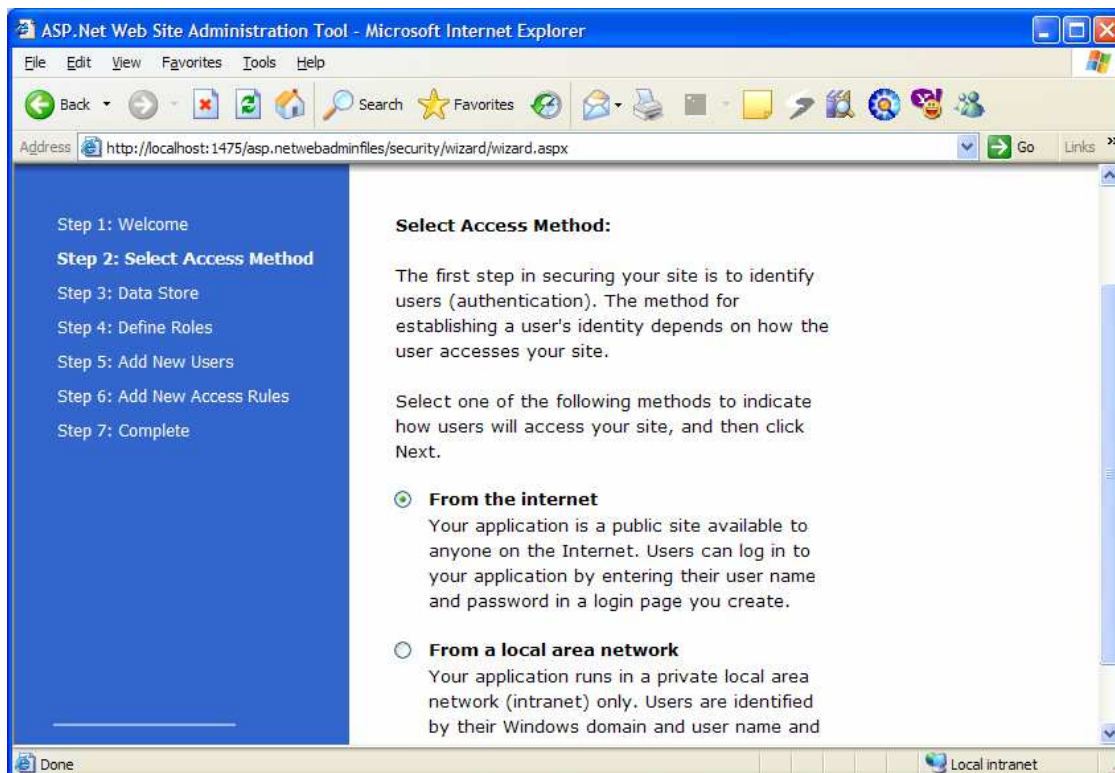 ASP.Net Web Site Administration Tool - Microsoft Internet Explorer
File Edit View Favorites Tools Help
Back Search Favorites
Address http://localhost:1475/asp.netwebadminfiles/security/wizard/wizard.aspx Go Links »
Step 1: Welcome
Step 2: Select Access Method
Step 3: Data Store
Step 4: Define Roles
Step 5: Add New Users
Step 6: Add New Access Rules
Step 7: Complete
Select Access Method:
The first step in securing your site is to identify
users (authentication). The method for
establishing a user's identity depends on how the
user accesses your site.
Select one of the following methods to indicate
how users will access your site, and then click
Next.
From the internet
Your application is a public site available to
anyone on the Internet. Users can log in to
your application by entering their user name
and password in a login page you create.
From a local area network
Your application runs in a private local area
network (intranet) only. Users are identified
by their Windows domain and user name and
Done Local intranet